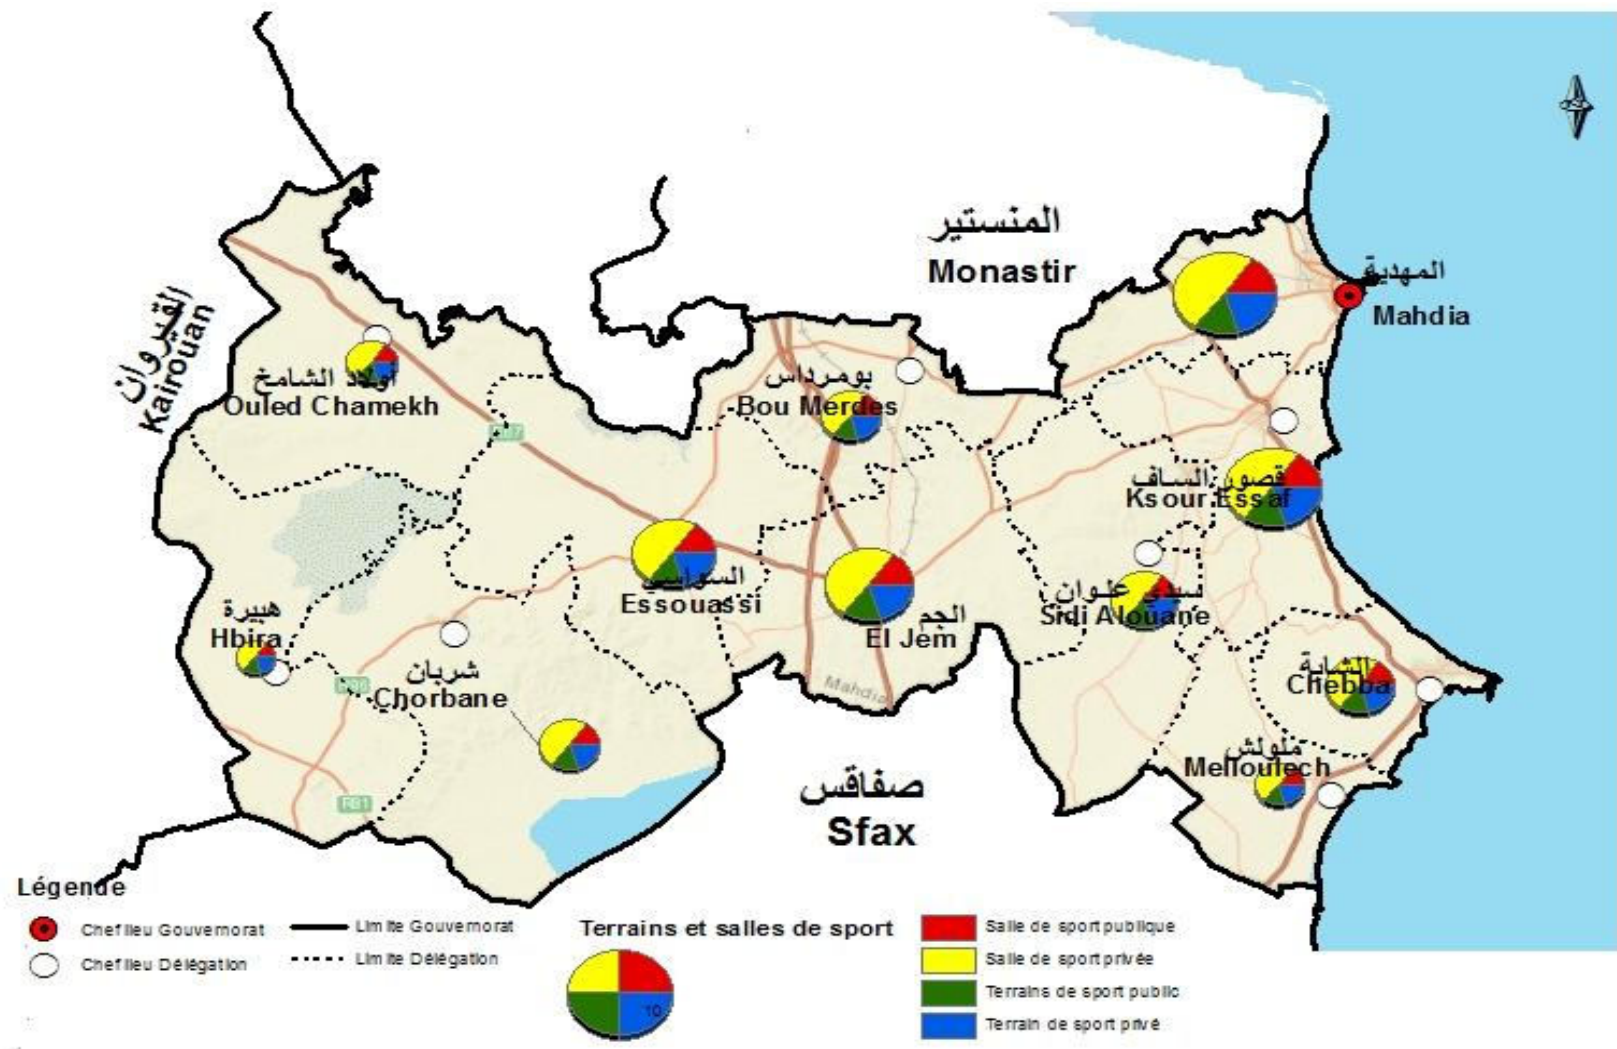 المنستير
Monastir
المهدية
Mahdia
القيروان
Kairouan
أولاد الشامخ
Ouled Chamekh
بومرداس
Bou Merdes
قصور الساف
Ksour Essaf
السواسي
Essouassi
الجم
El Jem
سيدي علوان
Sidi Alouane
هبيرة
Hbira
شربان
Chorbane
الشابة
Chebba
ملولش
Melloulech
Mahdia
R81
صفاقس
Sfax
Légende
Chef lieu Gouvernorat
Limite Gouvernorat
Chef lieu Délégation
Limite Délégation
Terrains et salles de sport
10
Salle de sport publique
Salle de sport privée
Terrains de sport public
Terrain de sport privé